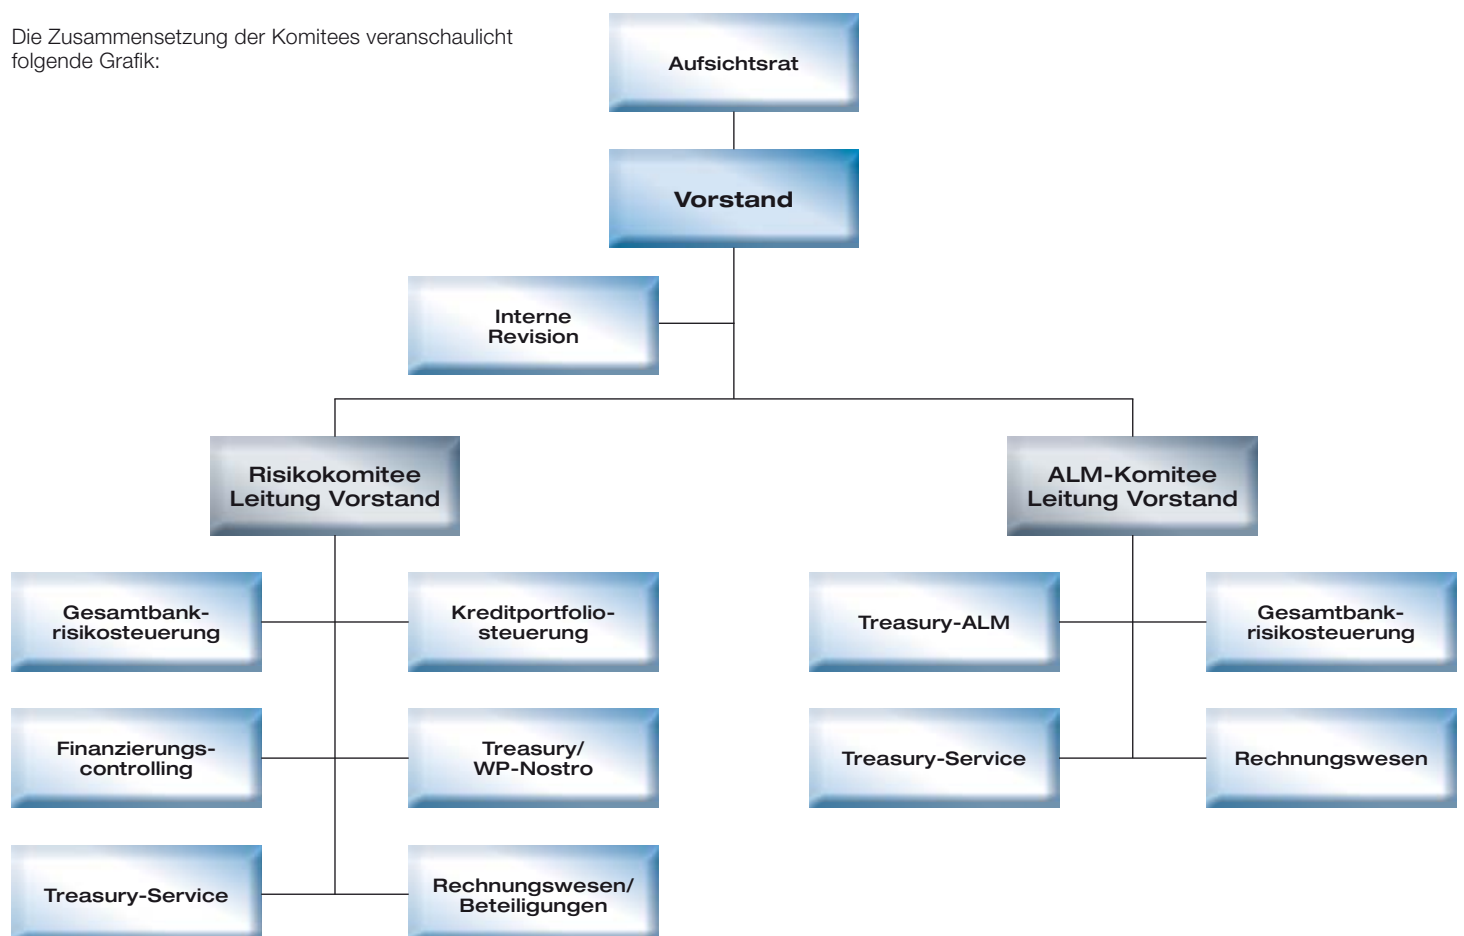 Die Zusammensetzung der Komitees veranschaulicht
folgende Grafik:
Aufsichtsrat
Vorstand
Interne
Revision
Risikokomitee
Leitung Vorstand
ALM-Komitee
Leitung Vorstand
Gesamtbank-
risikosteuerung
Kreditportfolio-
steuerung
Treasury-ALM
Gesamtbank-
risikosteuerung
Finanzierungs-
controlling
Treasury/
WP-Nostro
Treasury-Service
Rechnungswesen
Treasury-Service
Rechnungswesen/
Beteiligungen